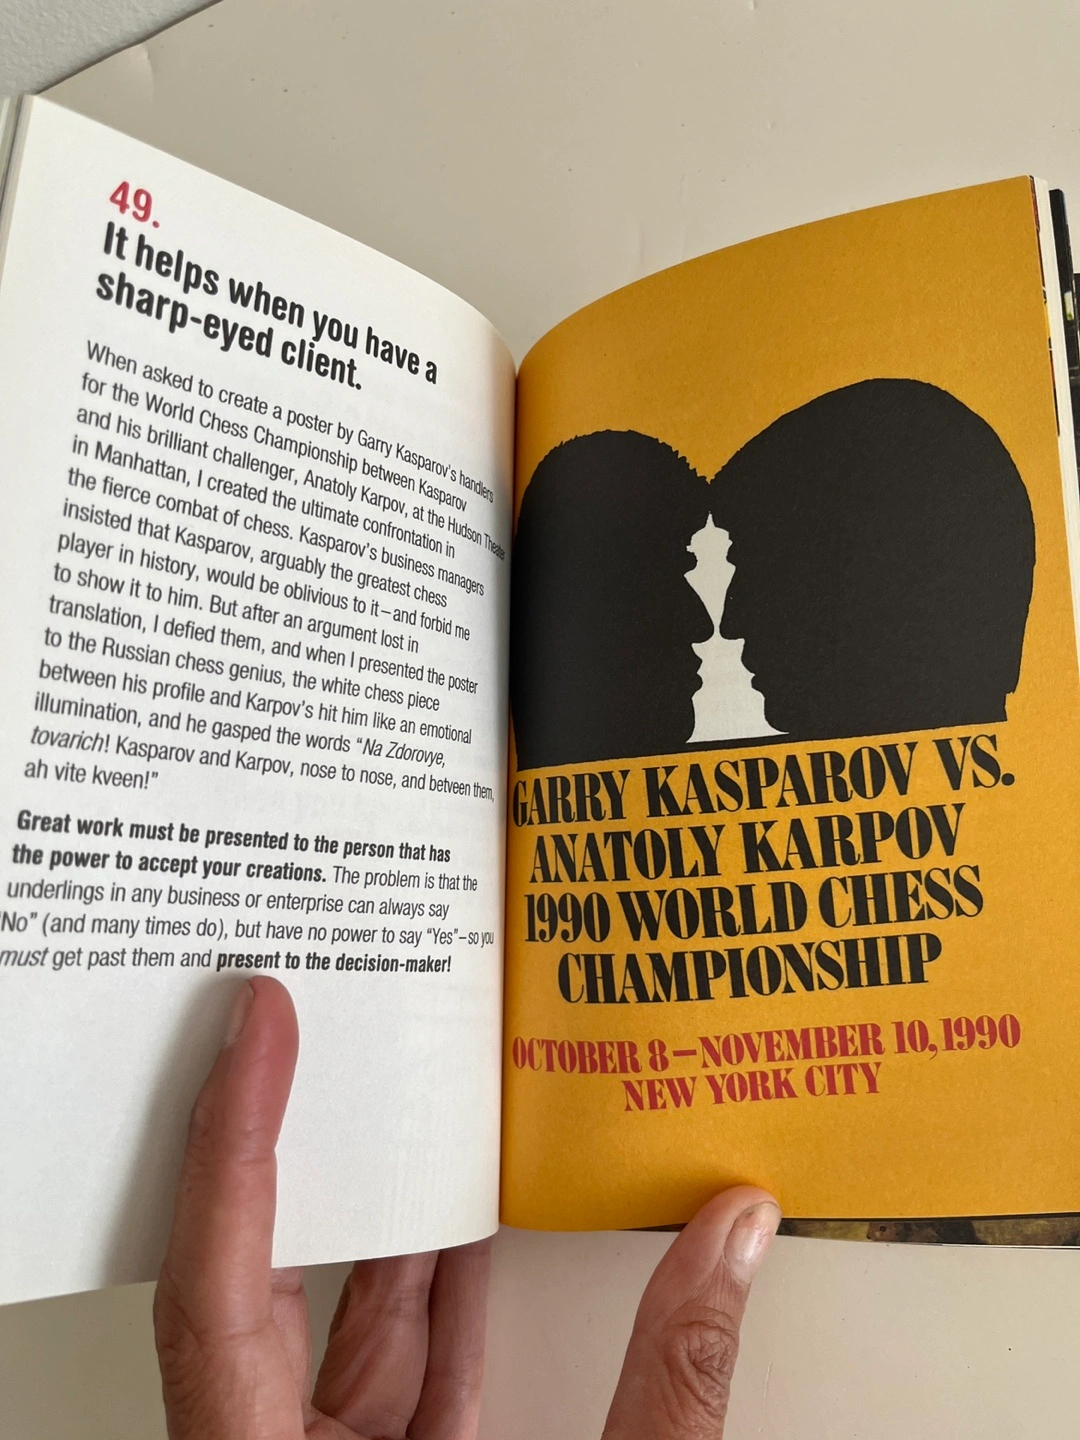 49.
It helps when you have a
sharp-eyed client.
When asked to create a poster by Garry Kasparov's handlers
for the World Chess Championship between Kasparov
and his brilliant challenger, Anatoly Karpov, at the Hudson Theater
in Manhattan, I created the ultimate confrontation in
the fierce combat of chess. Kasparov's business managers
insisted that Kasparov, arguably the greatest chess
player in history, would be oblivious to it—and forbid me
to show it to him. But after an argument lost in
translation, I defied them, and when I presented the poster
to the Russian chess genius, the white chess piece
between his profile and Karpov's hit him like an emotional
illumination, and he gasped the words “Na Zdorovye,
tovarich! Kasparov and Karpov, nose to nose, and betveen them,
ah vite kveen!”
Great work must be presented to the person that has
the power to accept your creations. The problem is that the
underlings in any business or enterprise can always say
“No” (and many times do), but have no power to say “Yes”—so you
must get past them and present to the decision-maker!
GARRY KASPAROV VS.
ANATOLY KARPOV
1990 WORLD CHESS
CHAMPIONSHIP
OCTOBER 8—NOVEMBER 10, 1990
NEW YORK CITY